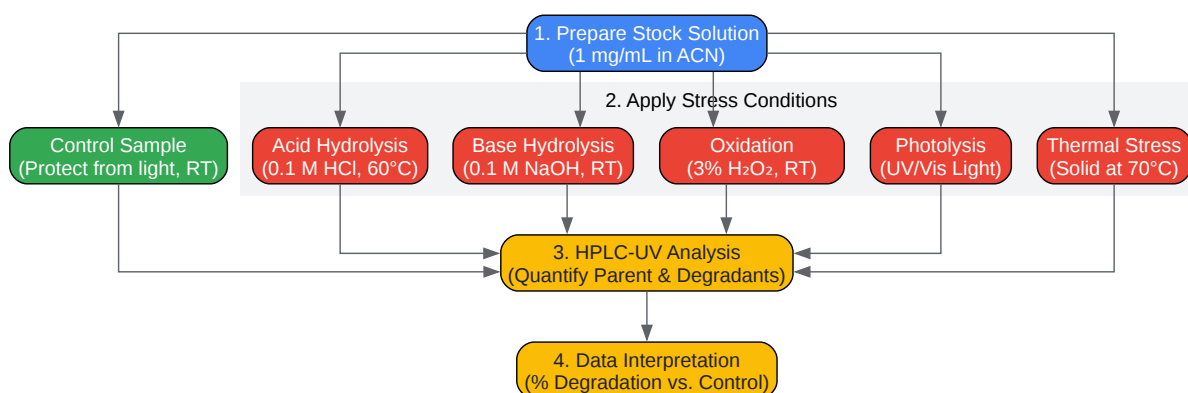 1. Prepare Stock Solution
(1 mg/mL in ACN)
2. Apply Stress Conditions
Control Sample
(Protect from light, RT)
Acid Hydrolysis
(0.1 M HCl, 60°C)
Base Hydrolysis
(0.1 M NaOH, RT)
Oxidation
(3% H₂O₂, RT)
Photolysis
(UV/Vis Light)
Thermal Stress
(Solid at 70°C)
3. HPLC-UV Analysis
(Quantify Parent & Degradants)
4. Data Interpretation
(% Degradation vs. Control)